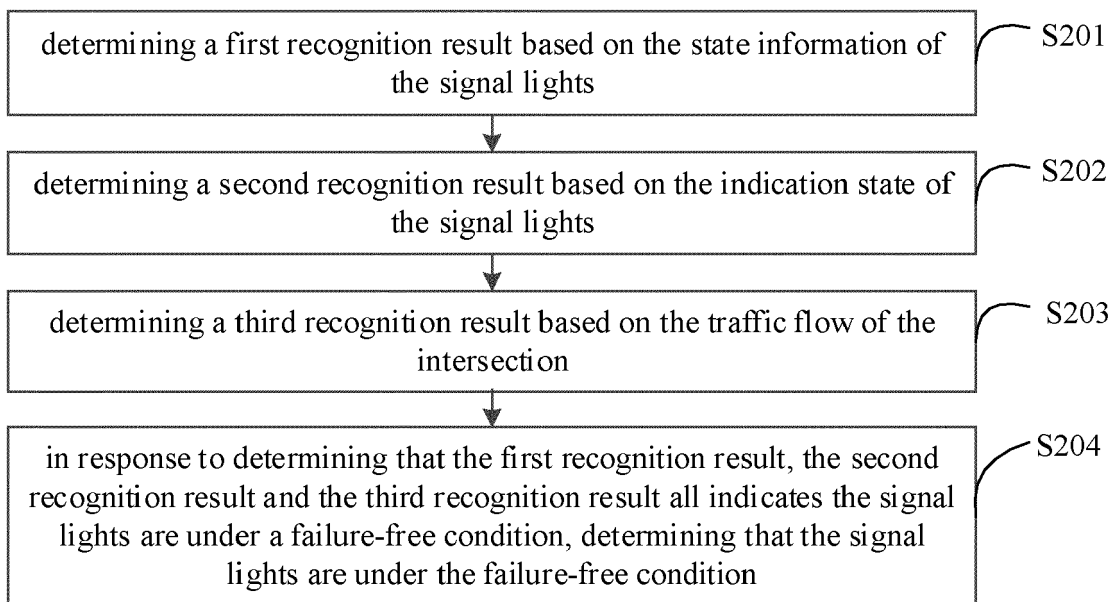 determining a first recognition result based on the state information of
the signal lights
S201
determining a second recognition result based on the indication state of
the signal lights
S202
determining a third recognition result based on the traffic flow of the
intersection
S203
in response to determining that the first recognition result, the second
recognition result and the third recognition result all indicates the signal
lights are under a failure-free condition, determining that the signal
lights are under the failure-free condition
S204